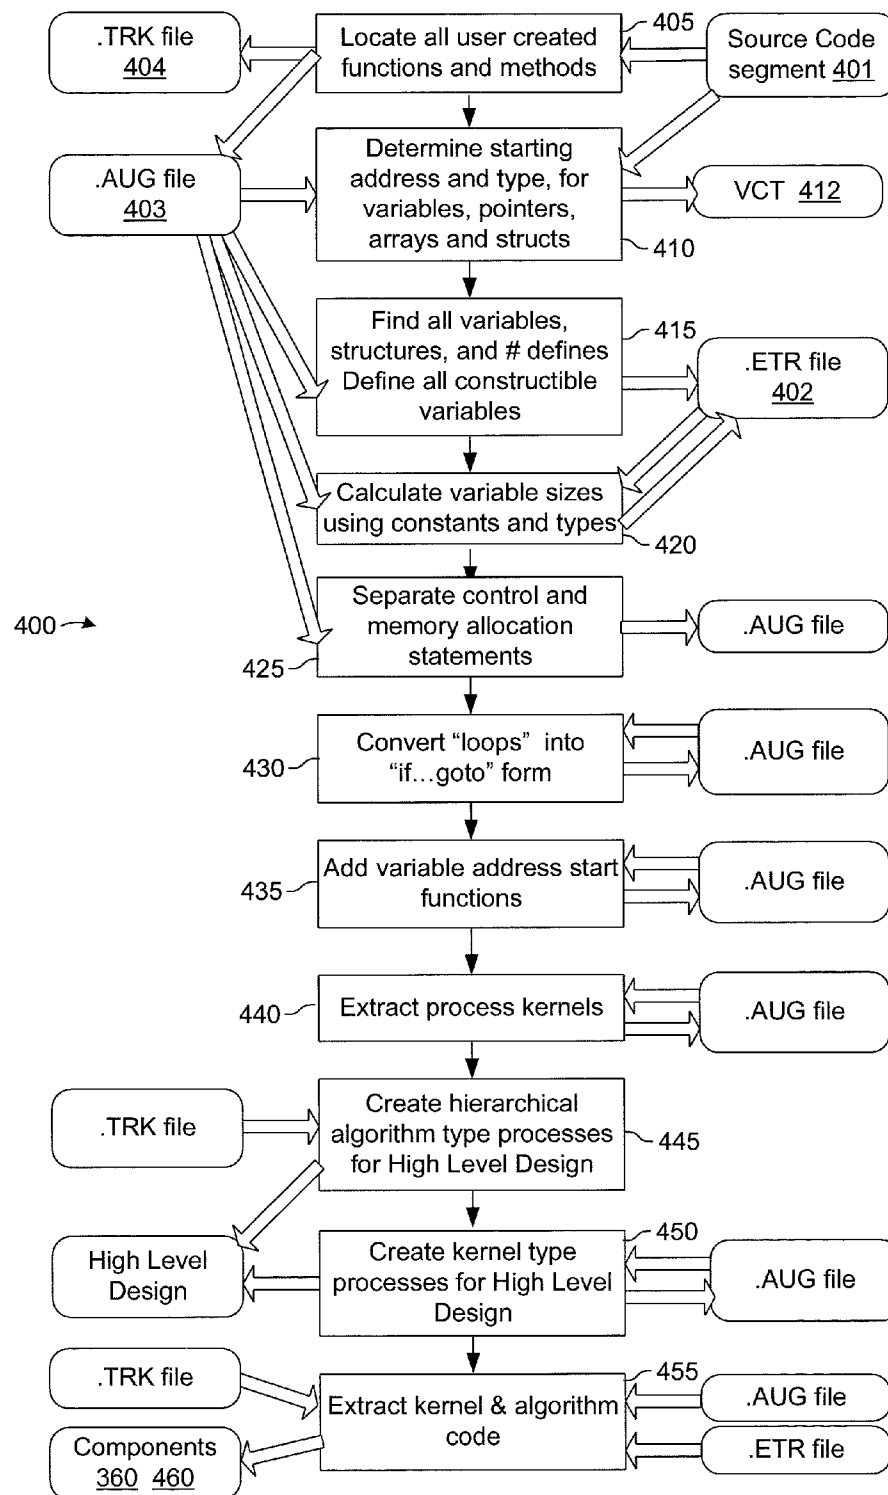 .TRK file
404
Locate all user created
functions and methods
405
Source Code
segment 401
.AUG file
403
Determine starting
address and type, for
variables, pointers,
arrays and structs
410
VCT 412
Find all variables,
structures, and # defines
Define all constructible
variables
415
.ETR file
402
Calculate variable sizes
using constants and types
420
400
Separate control and
memory allocation
statements
425
.AUG file
Convert “loops” into
“if...goto” form
430
.AUG file
Add variable address start
functions
435
.AUG file
Extract process kernels
440
.AUG file
.TRK file
Create hierarchical
algorithm type processes
for High Level Design
445
High Level
Design
Create kernel type
processes for High Level
Design
450
.AUG file
.TRK file
Extract kernel & algorithm
code
455
.AUG file
.ETR file
Components
360 460